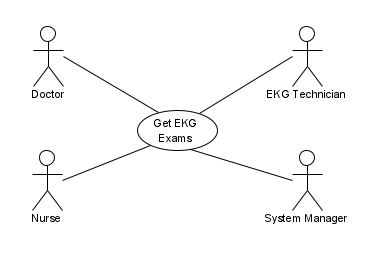 Doctor
EKG Technician
Get EKG
Exams
Nurse
System Manager